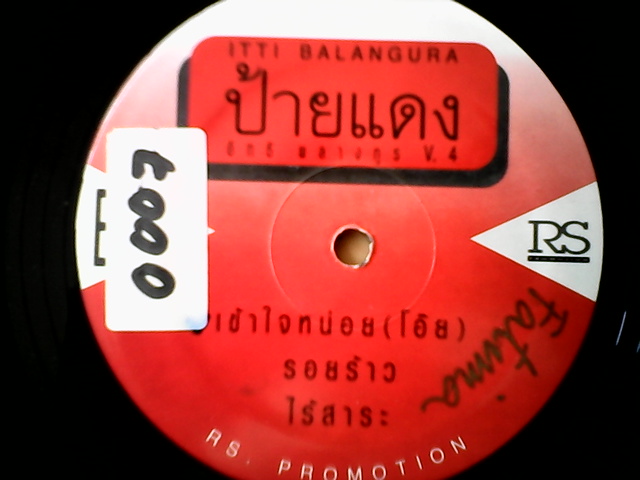 ITTI BALANGURA
ป้ายแดง
อิทธิ พลางกูร V.4
RS
PROMOTION
เข้าใจหน่อย(โอ๊ย)
รอยร้าว
ไร้สาระ
Fatima
RS. PROMOTION